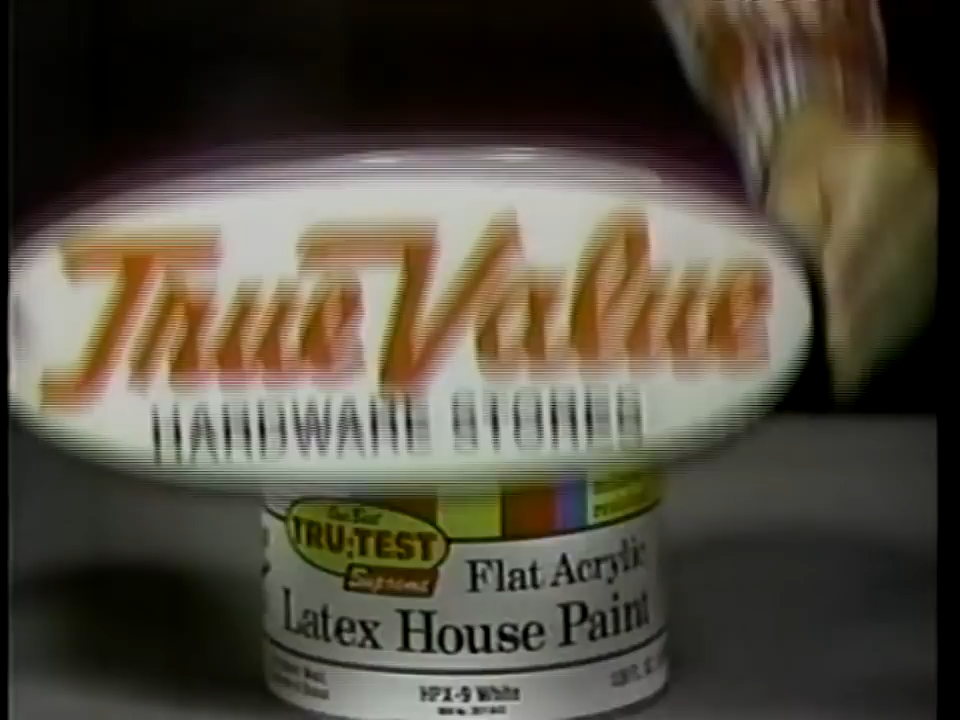 True Value
HARDWARE STORES
TRU-TEST
Supreme
Flat Acrylic
Latex House Paint
HPX-9 White